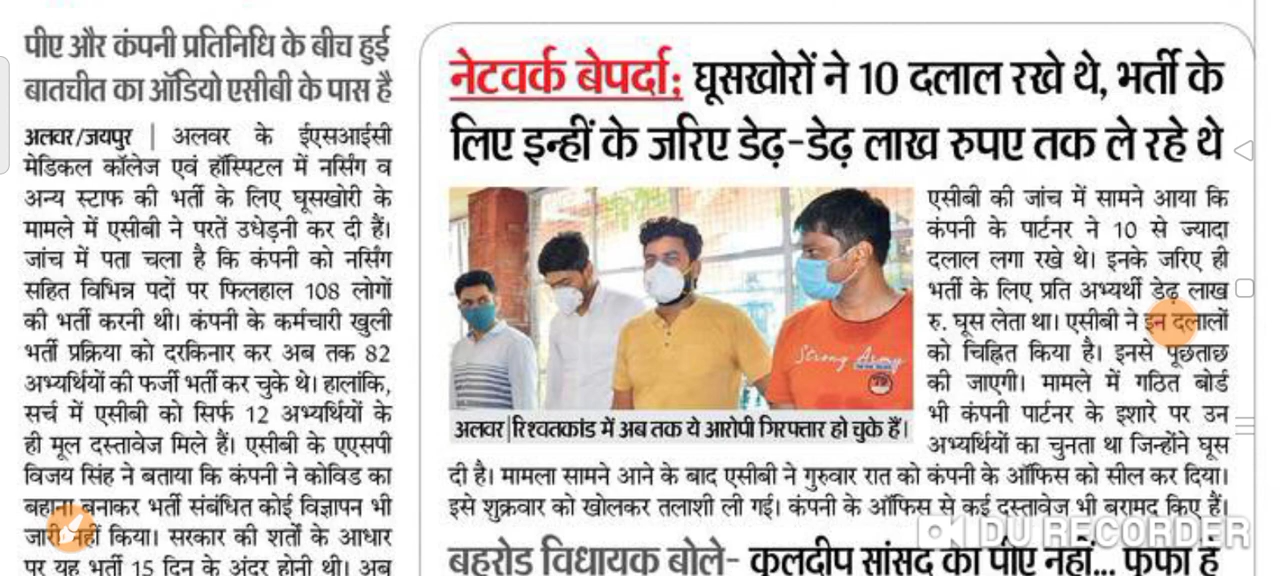 पीए और कंपनी प्रतिनिधि के बीच हुई
बातचीत का ऑडियो एसीबी के पास है
अलवर/जयपुर | अलवर के ईएसआईसी
मेडिकल कॉलेज एवं हॉस्पिटल में नर्सिंग व
अन्य स्टाफ की भर्ती के लिए घूसखोरी के
मामले में एसीबी ने परतें उधेड़नी कर दी हैं।
जांच में पता चला है कि कंपनी को नर्सिंग
सहित विभिन्न पदों पर फिलहाल 108 लोगों
की भर्ती करनी थी। कंपनी के कर्मचारी खुली
भर्ती प्रक्रिया को दरकिनार कर अब तक 82
अभ्यर्थियों की फर्जी भर्ती कर चुके थे। हालांकि,
सर्च में एसीबी को सिर्फ 12 अभ्यर्थियों के
ही मूल दस्तावेज मिले हैं। एसीबी के एएसपी
विजय सिंह ने बताया कि कंपनी ने कोविड का
बहाना बनाकर भर्ती संबंधित कोई विज्ञापन भी
जारी नहीं किया। सरकार की शर्तों के आधार
पर यह भर्ती 15 दिन के अंदर होनी थी। अब
नेटवर्क बेपर्दा; घूसखोरों ने 10 दलाल रखे थे, भर्ती के
लिए इन्हीं के जरिए डेढ़-डेढ़ लाख रुपए तक ले रहे थे
Strong Army
79
अलवर | रिश्वतकांड में अब तक ये आरोपी गिरफ्तार हो चुके हैं।
एसीबी की जांच में सामने आया कि
कंपनी के पार्टनर ने 10 से ज्यादा
दलाल लगा रखे थे। इनके जरिए ही
भर्ती के लिए प्रति अभ्यर्थी डेढ़ लाख
रु. घूस लेता था। एसीबी ने इन दलालों
को चिह्नित किया है। इनसे पूछताछ
की जाएगी। मामले में गठित बोर्ड
भी कंपनी पार्टनर के इशारे पर उन
अभ्यर्थियों का चुनता था जिन्होंने घूस
दी है। मामला सामने आने के बाद एसीबी ने गुरुवार रात को कंपनी के ऑफिस को सील कर दिया।
इसे शुक्रवार को खोलकर तलाशी ली गई। कंपनी के ऑफिस से कई दस्तावेज भी बरामद किए हैं।
DU RECORDER
बहरोड़ विधायक बोले- कुलदीप सांसद का पीए नहीं... फूफा है